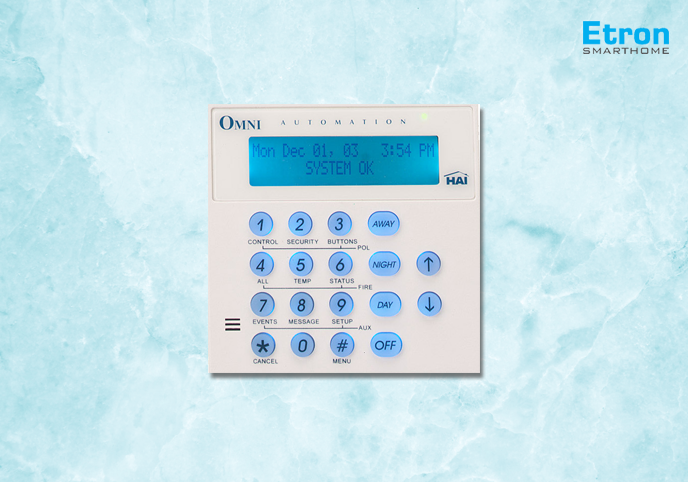 Etron
SMARTHOME
OMNI AUTOMATION
Mon Dec 01, 03 3:54 PM
SYSTEM OK
HAI
1 2 3 AWAY
CONTROL SECURITY BUTTONS
POL
4 5 6 NIGHT ↑
ALL TEMP STATUS
FIRE
7 8 9 DAY ↓
EVENTS MESSAGE SETUP
AUX
* 0 # OFF
CANCEL MENU